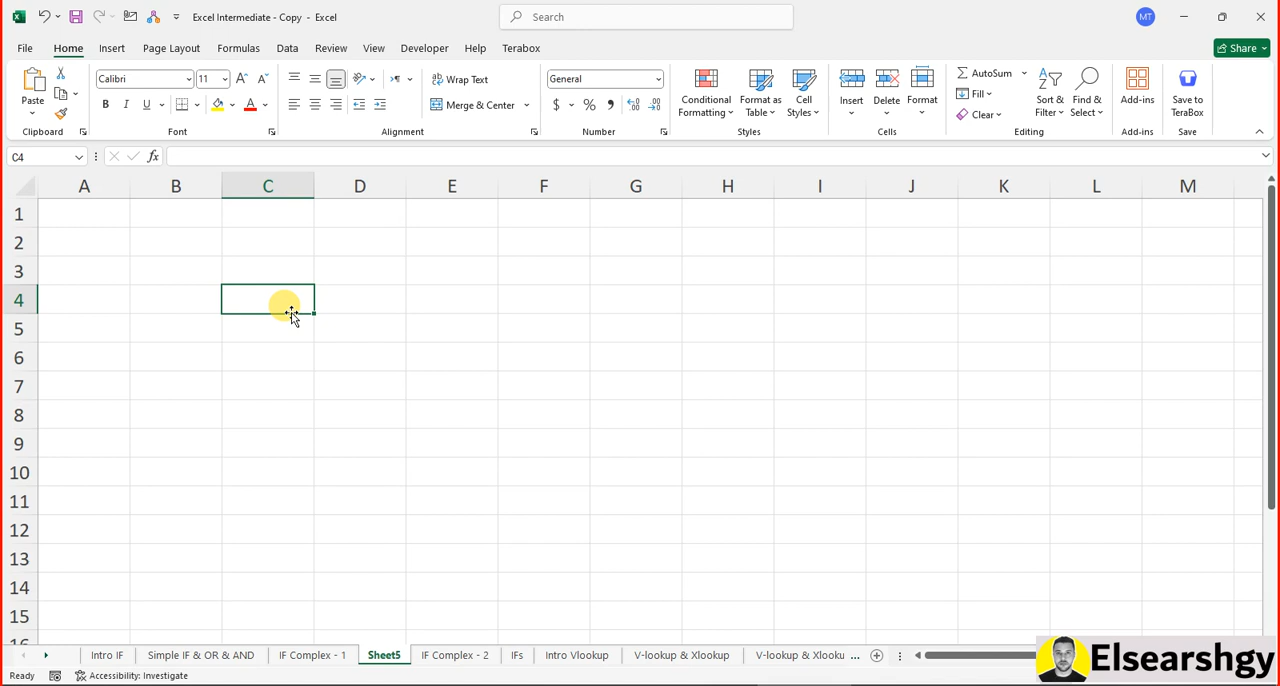 Excel Intermediate - Copy - Excel
Search
MT
File Home Insert Page Layout Formulas Data Review View Developer Help Terabox
Share
Paste
Calibri 11
Wrap Text
Merge & Center
General
Conditional Formatting
Format as Table
Cell Styles
Insert
Delete
Format
AutoSum
Fill
Clear
Sort & Filter
Find & Select
Add-ins
Save to TeraBox
Clipboard Font Alignment Number Styles Cells Editing Add-ins Save
C4
fx
A B C D E F G H I J K L M
1
2
3
4
5
6
7
8
9
10
11
12
13
14
15
16
Intro IF Simple IF & OR & AND IF Complex - 1 Sheet5 IF Complex - 2 IFs Intro Vlookup V-lookup & Xlookup V-lookup & Xlooku ...
Ready Accessibility: Investigate
Elsearshgy